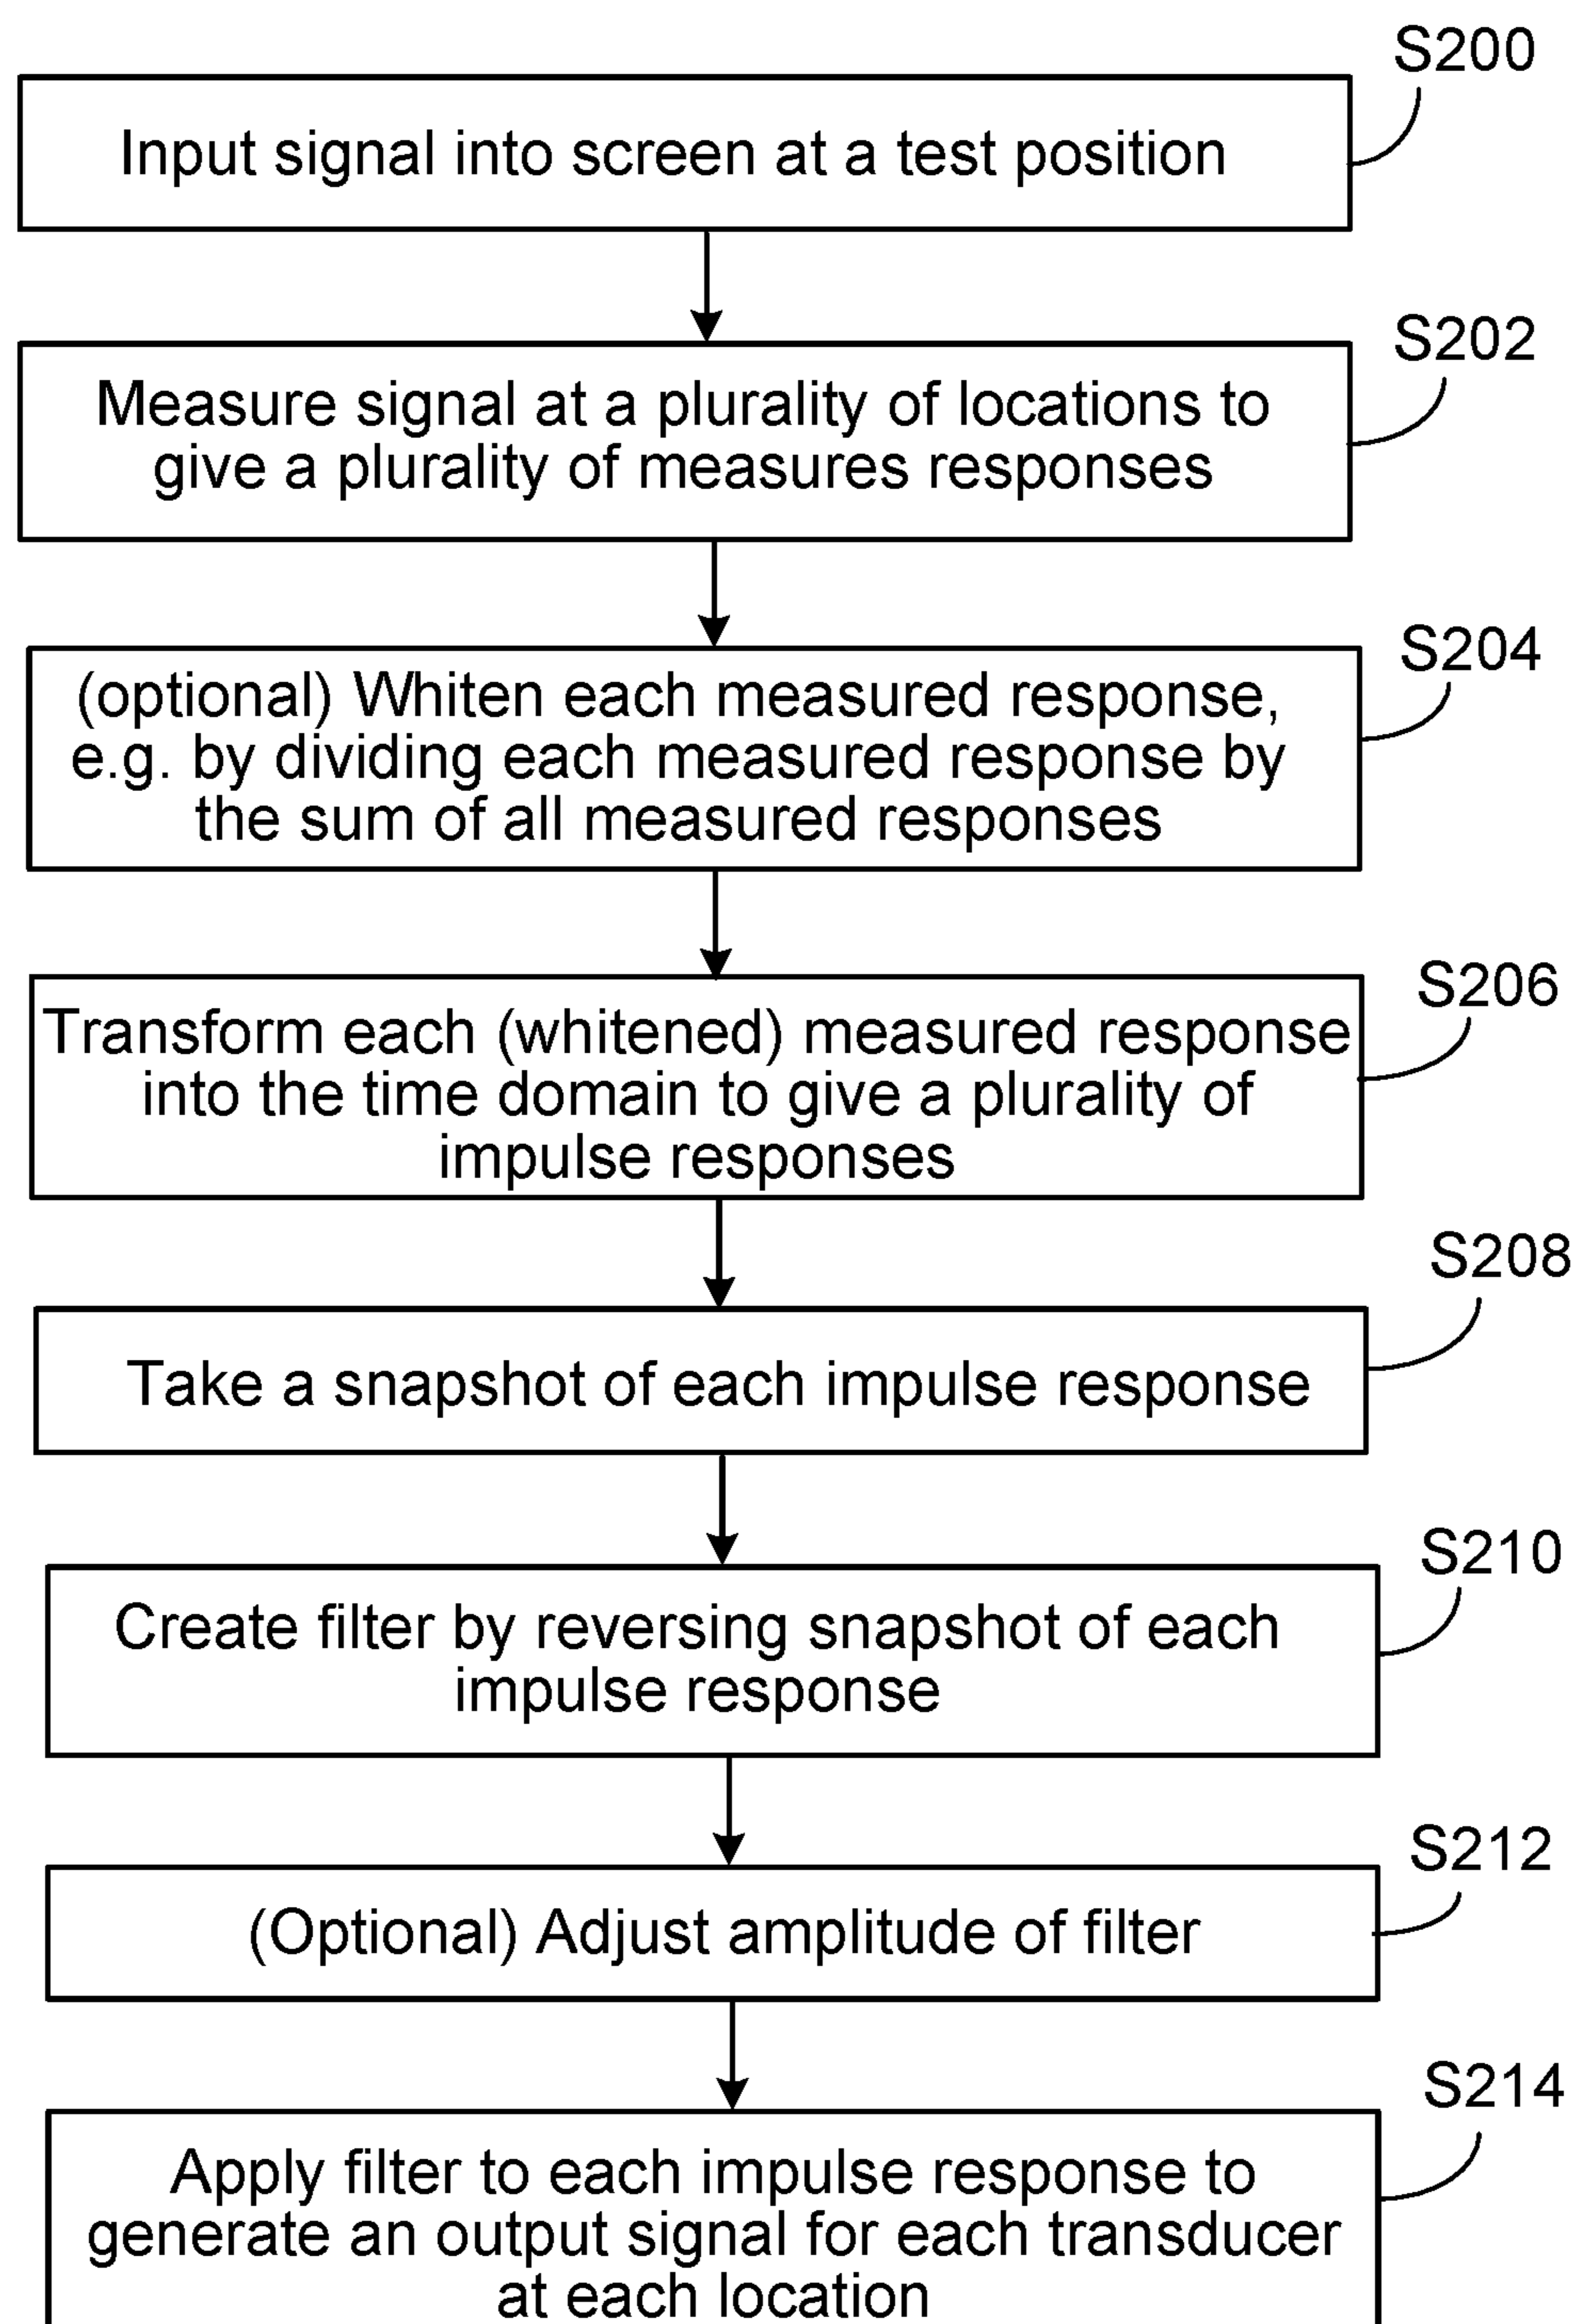 S200
Input signal into screen at a test position
S202
Measure signal at a plurality of locations to
give a plurality of measures responses
S204
(optional) Whiten each measured response,
e.g. by dividing each measured response by
the sum of all measured responses
S206
Transform each (whitened) measured response
into the time domain to give a plurality of
impulse responses
S208
Take a snapshot of each impulse response
S210
Create filter by reversing snapshot of each
impulse response
S212
(Optional) Adjust amplitude of filter
S214
Apply filter to each impulse response to
generate an output signal for each transducer
at each location